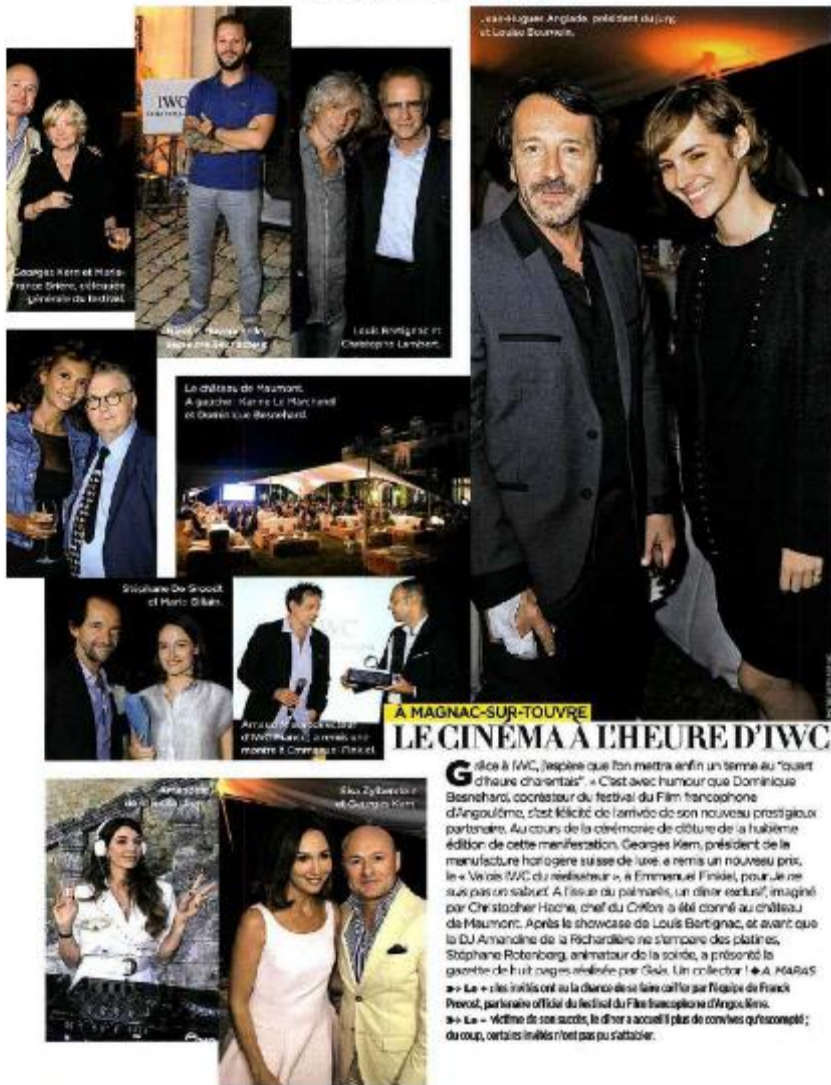 Jean-Hugues Anglade, président du jury
et Louise Bourgoin.
IWC
Georges Kern et Marie-
France Brière, déléguée
générale du festival.
Louis Bertignac et
Christophe Lambert.
Le château de Maumont.
A gauche : Karine Le Marchand
et Dominique Besnehard.
Stéphane De Groodt
et Marie Gillain.
IWC
d'IWC France, a remis une
montre à Emmanuel Finkiel.
À MAGNAC-SUR-TOUVRE
LE CINÉMA À L'HEURE D'IWC
Amandine
Elsa Zylberstein
et Georges Kern.
Grâce à IWC, j'espère que l'on mettra enfin un terme au "quart
d'heure charentais". » C'est avec humour que Dominique
Besnehard, cocréateur du festival du Film francophone
d'Angoulême, s'est félicité de l'arrivée de son nouveau prestigieux
partenaire. Au cours de la cérémonie de clôture de la huitième
édition de cette manifestation, Georges Kern, président de la
manufacture horlogère suisse de luxe, a remis un nouveau prix,
le « Valois IWC du réalisateur », à Emmanuel Finkiel, pour Je ne
suis pas un salaud. A l'issue du palmarès, un dîner exclusif, imaginé
par Christopher Hache, chef du Crillon, a été donné au château
de Maumont. Après le showcase de Louis Bertignac, et avant que
la DJ Amandine de la Richardière ne s'empare des platines,
Stéphane Rotenberg, animateur de la soirée, a présenté la
gazette de huit pages réalisée par Gala. Un collector ! ◆ A. MARAS
Le + : les invités ont eu la chance de se faire coiffer par l'équipe de Franck
Provost, partenaire officiel du festival du Film francophone d'Angoulême.
Le – : victime de son succès, le dîner a accueilli plus de convives qu'escompté ;
du coup, certains invités n'ont pas pu s'attabler.